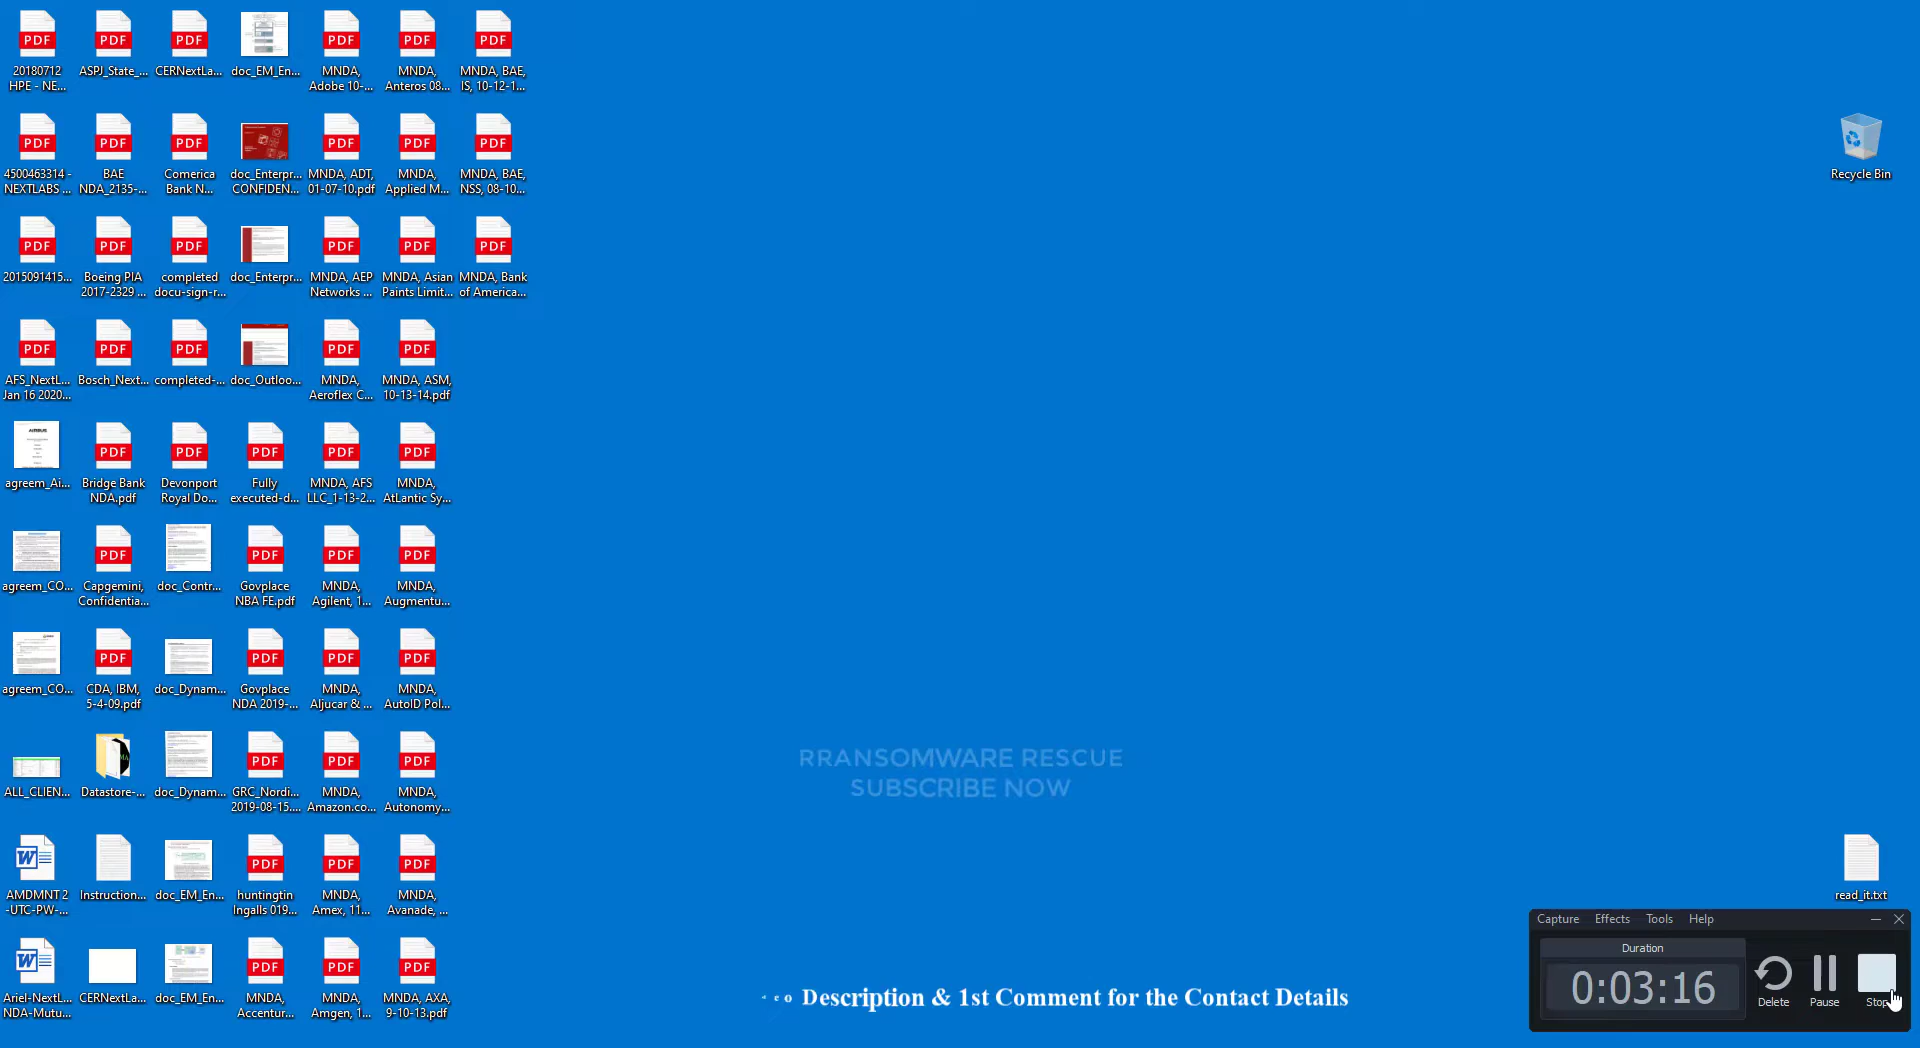 PDF
20180712
HPE - NE...
PDF
ASPJ_State_...
PDF
CERNextLa...
doc_EM_En...
PDF
MNDA,
Adobe 10-...
PDF
MNDA,
Anteros 08...
PDF
MNDA, BAE,
IS, 10-12-1...
PDF
4500463314 -
NEXTLABS ...
PDF
BAE
NDA_2135-...
PDF
Comerica
Bank N...
doc_Enterpr...
CONFIDEN...
PDF
MNDA, ADT,
01-07-10.pdf
PDF
MNDA,
Applied M...
PDF
MNDA, BAE,
NSS, 08-10...
Recycle Bin
PDF
2015091415...
PDF
Boeing PIA
2017-2329 ...
PDF
completed
docu-sign-r...
doc_Enterpr...
PDF
MNDA, AEP
Networks ...
PDF
MNDA, Asian
Paints Limit...
PDF
MNDA, Bank
of America...
PDF
AFS_NextL...
Jan 16 2020...
PDF
Bosch_Next...
PDF
completed-...
doc_Outloo...
PDF
MNDA,
Aeroflex C...
PDF
MNDA, ASM,
10-13-14.pdf
agreem_Ai...
PDF
Bridge Bank
NDA.pdf
PDF
Devonport
Royal Do...
PDF
Fully
executed-d...
PDF
MNDA, AFS
LLC_1-13-2...
PDF
MNDA,
AtLantic Sy...
agreem_CO...
PDF
Capgemini,
Confidentia...
doc_Contr...
PDF
Govplace
NBA FE.pdf
PDF
MNDA,
Agilent, 1...
PDF
MNDA,
Augmentu...
agreem_CO...
PDF
CDA, IBM,
5-4-09.pdf
doc_Dynam...
PDF
Govplace
NDA 2019-...
PDF
MNDA,
Aljucar & ...
PDF
MNDA,
AutoID Pol...
ALL_CLIEN...
Datastore-...
doc_Dynam...
PDF
GRC_Nordi...
2019-08-15....
PDF
MNDA,
Amazon.co...
PDF
MNDA,
Autonomy...
RRANSOMWARE RESCUE
SUBSCRIBE NOW
W
AMDMNT 2
-UTC-PW-...
Instruction...
doc_EM_En...
PDF
huntingtin
Ingalls 019...
PDF
MNDA,
Amex, 11...
PDF
MNDA,
Avanade, ...
read_it.txt
W
Ariel-NextL...
NDA-Mutu...
CERNextLa...
doc_EM_En...
PDF
MNDA,
Accentur...
PDF
MNDA,
Amgen, 1...
PDF
MNDA, AXA,
9-10-13.pdf
Description & 1st Comment for the Contact Details
Capture Effects Tools Help
Duration
0:03:16
Delete
Pause
Stop